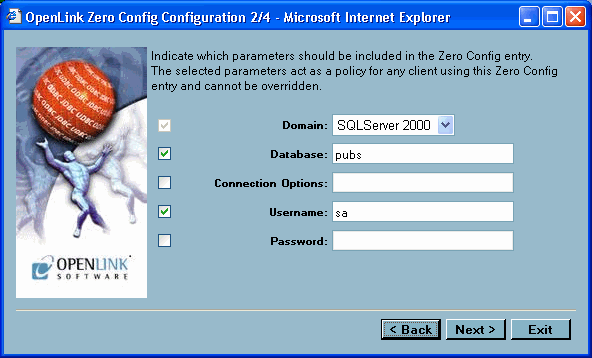 OpenLink Zero Config Configuration 2/4 - Microsoft Internet Explorer
Indicate which parameters should be included in the Zero Config entry.
The selected parameters act as a policy for any client using this Zero Config
entry and cannot be overridden.
Domain: SQLServer 2000
Database: pubs
Connection Options:
Username: sa
Password:
OPENLINK
SOFTWARE
< Back Next > Exit